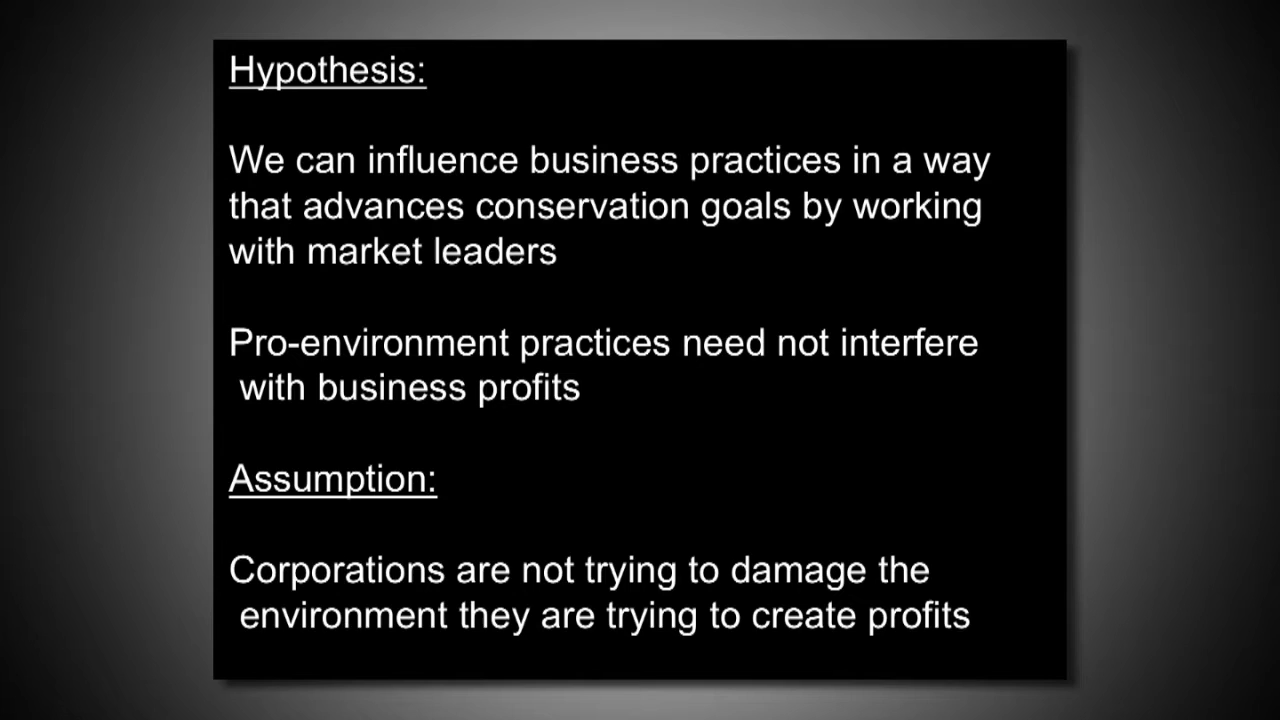 Hypothesis:
We can influence business practices in a way
that advances conservation goals by working
with market leaders
Pro-environment practices need not interfere
with business profits
Assumption:
Corporations are not trying to damage the
environment they are trying to create profits